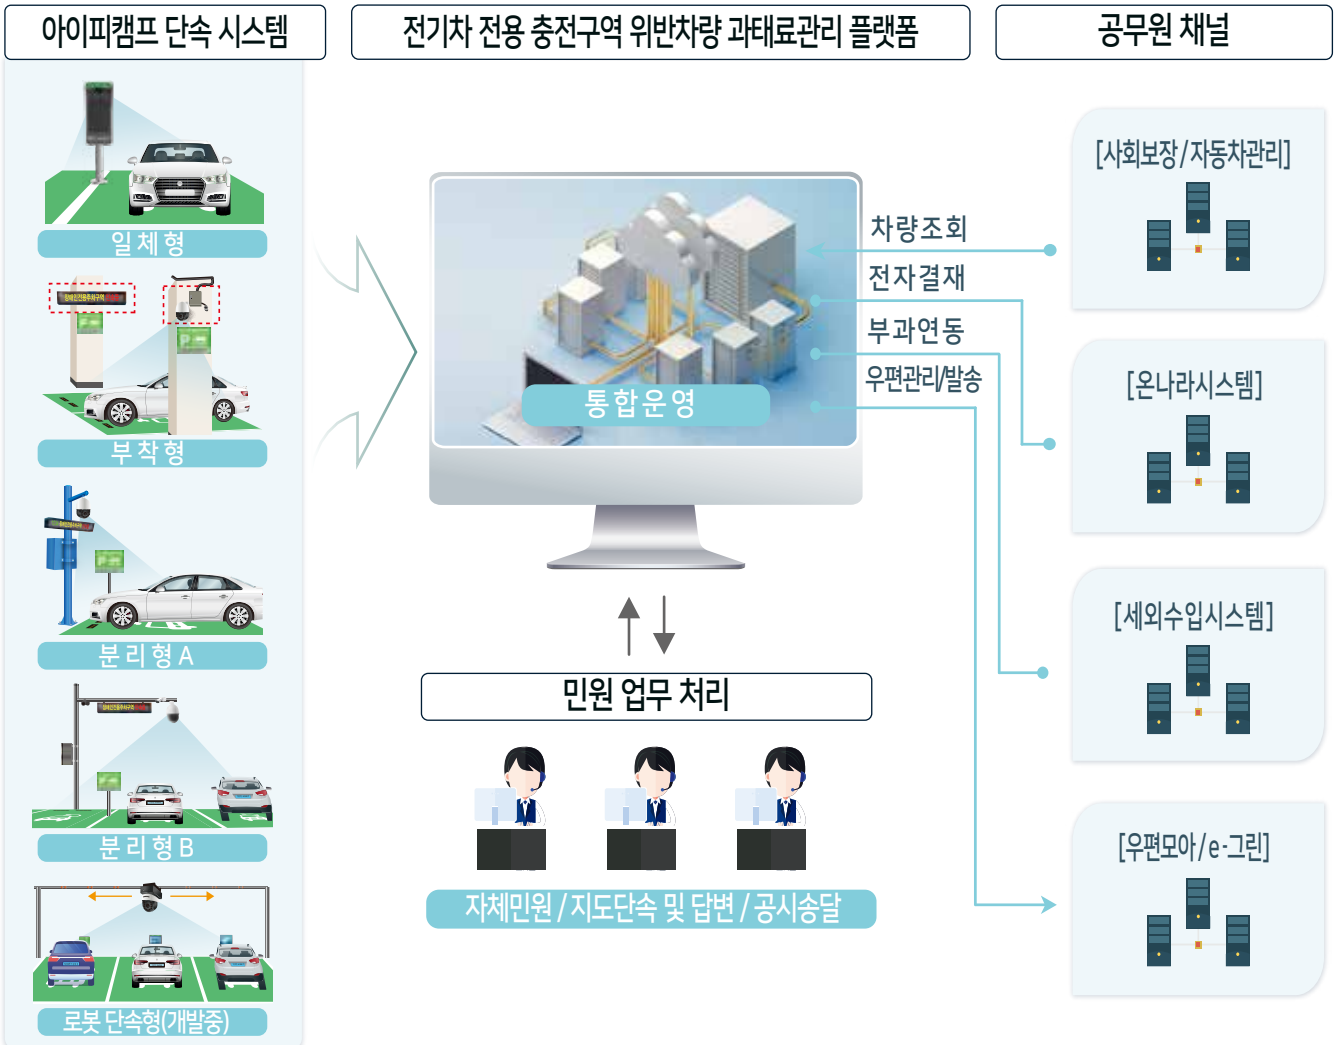 아이피캠프 단속 시스템
전기차 전용 충전구역 위반차량 과태료관리 플랫폼
공무원 채널
일체형
부착형
분리형 A
분리형 B
로봇 단속형(개발중)
통합운영
차량조회
전자결재
부과연동
우편관리/발송
민원 업무 처리
자체민원 / 지도단속 및 답변 / 공시송달
[사회보장 / 자동차관리]
[온나라시스템]
[세외수입시스템]
[우편모아 / e-그린]